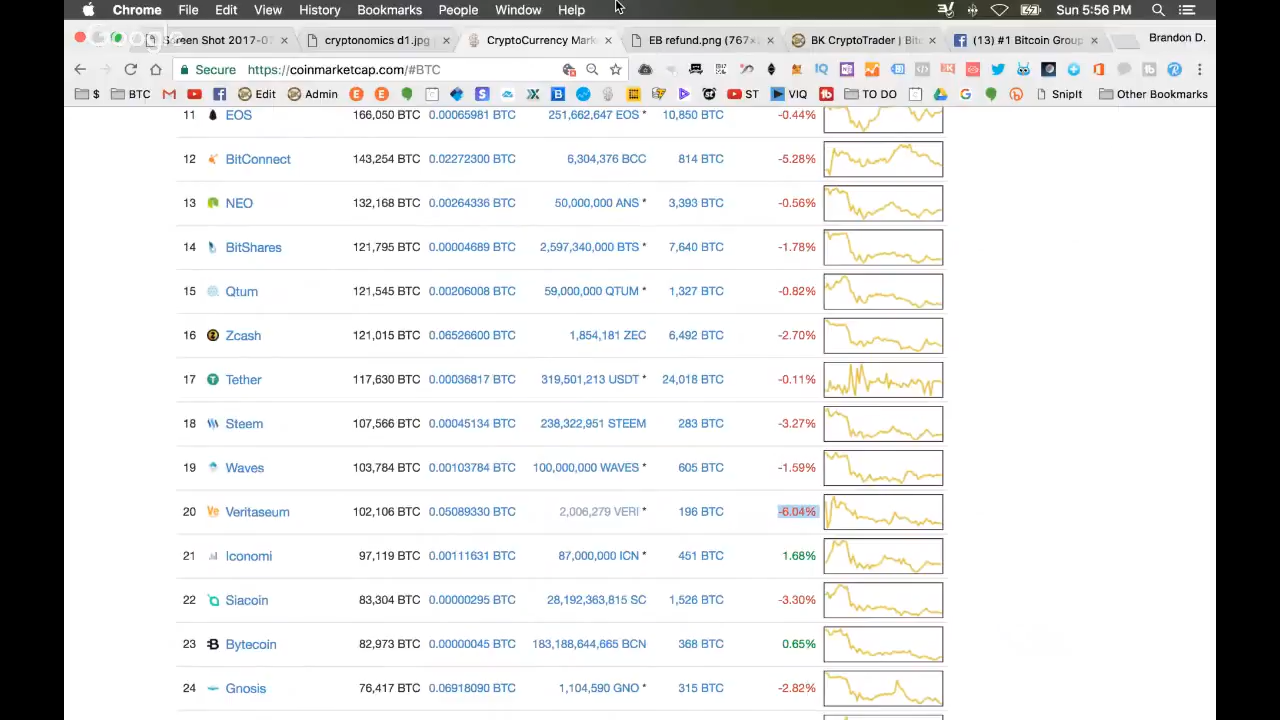 Chrome File Edit View History Bookmarks People Window Help Sun 5:56 PM
Google Screen Shot 2017-07 cryptonomics d1.jpg CryptoCurrency Mark EB refund.png (767× BK CryptoTrader | Bit (13) #1 Bitcoin Group Brandon D.
Secure https://coinmarketcap.com/#BTC
$ BTC Edit Admin ST VIQ TO DO SnipIt Other Bookmarks
11 EOS 166,050 BTC 0.00065981 BTC 251,662,647 EOS * 10,850 BTC -0.44%
12 BitConnect 143,254 BTC 0.02272300 BTC 6,304,376 BCC 814 BTC -5.28%
13 NEO 132,168 BTC 0.00264336 BTC 50,000,000 ANS * 3,393 BTC -0.56%
14 BitShares 121,795 BTC 0.00004689 BTC 2,597,340,000 BTS * 7,640 BTC -1.78%
15 Qtum 121,545 BTC 0.00206008 BTC 59,000,000 QTUM * 1,327 BTC -0.82%
16 Zcash 121,015 BTC 0.06526600 BTC 1,854,181 ZEC 6,492 BTC -2.70%
17 Tether 117,630 BTC 0.00036817 BTC 319,501,213 USDT * 24,018 BTC -0.11%
18 Steem 107,566 BTC 0.00045134 BTC 238,322,951 STEEM 283 BTC -3.27%
19 Waves 103,784 BTC 0.00103784 BTC 100,000,000 WAVES * 605 BTC -1.59%
20 Veritaseum 102,106 BTC 0.05089330 BTC 2,006,279 VERI * 196 BTC -6.04%
21 Iconomi 97,119 BTC 0.00111631 BTC 87,000,000 ICN * 451 BTC 1.68%
22 Siacoin 83,304 BTC 0.00000295 BTC 28,192,363,815 SC 1,526 BTC -3.30%
23 Bytecoin 82,973 BTC 0.00000045 BTC 183,188,644,665 BCN 368 BTC 0.65%
24 Gnosis 76,417 BTC 0.06918090 BTC 1,104,590 GNO * 315 BTC -2.82%